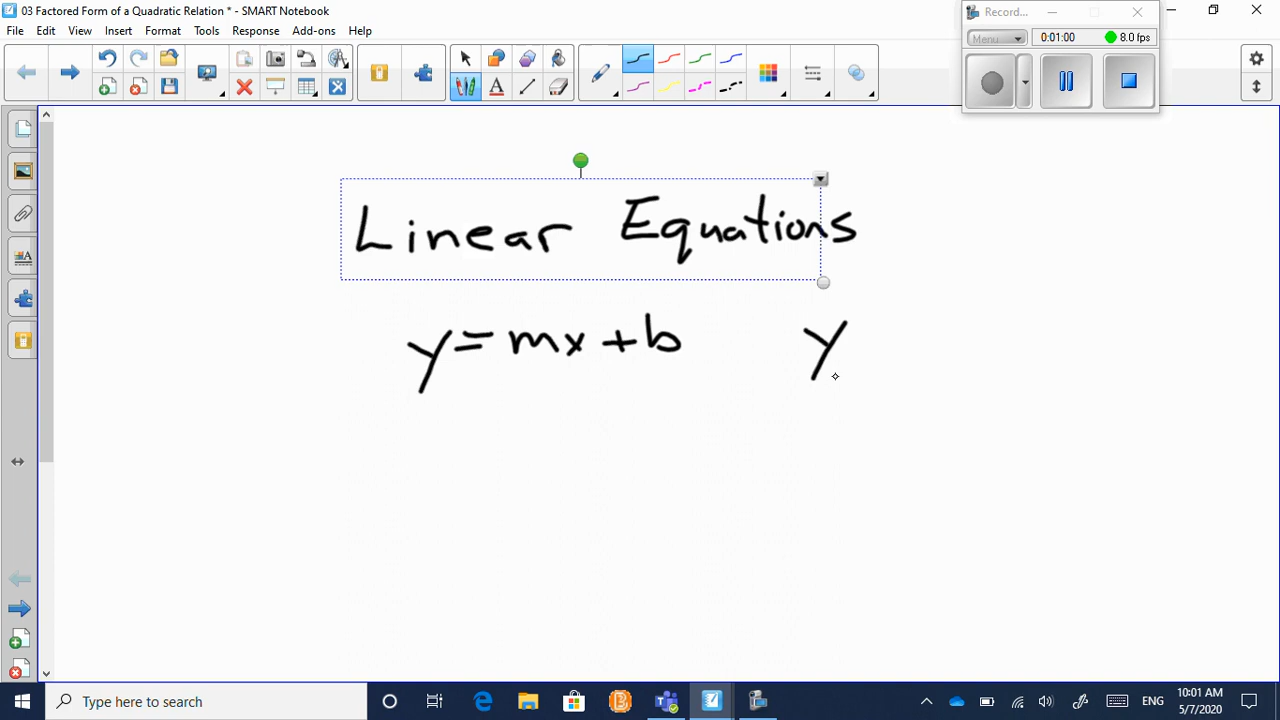 03 Factored Form of a Quadratic Relation * - SMART Notebook
Record...
File Edit View Insert Format Tools Response Add-ons Help
Menu
0:01:00
8.0 fps
Linear Equations
y=mx+b y
Type here to search
ENG
10:01 AM
5/7/2020